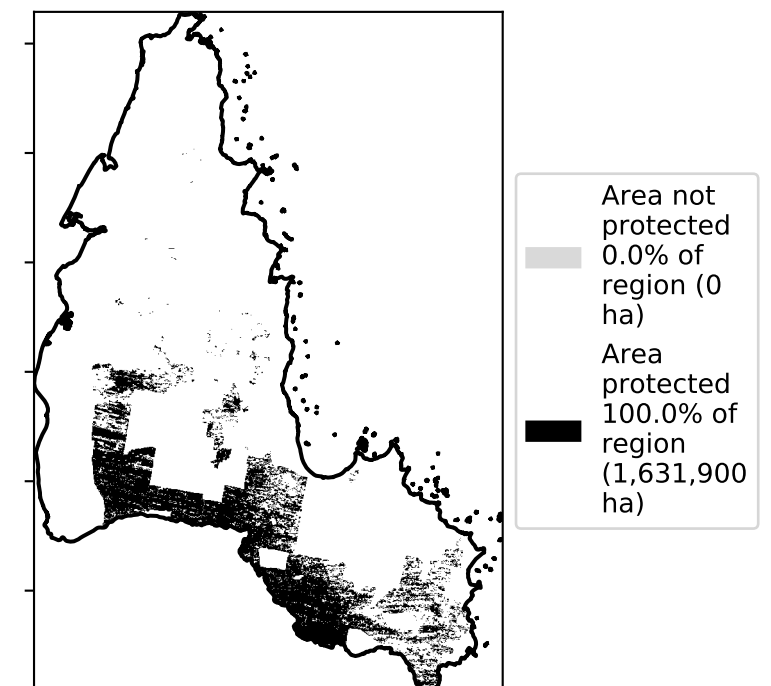 Area not
protected
0.0% of
region (0
ha)
Area
protected
100.0% of
region
(1,631,900
ha)